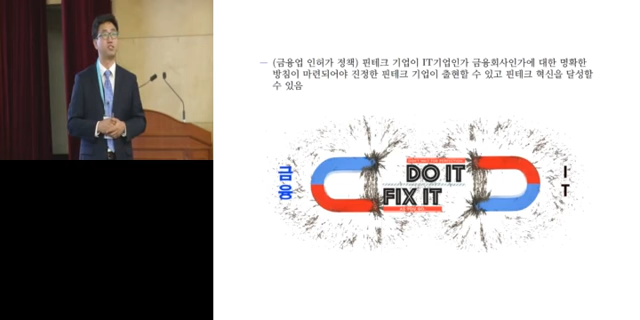 – (금융업 인허가 정책) 핀테크 기업이 IT기업인가 금융회사인가에 대한 명확한
방침이 마련되어야 진정한 핀테크 기업이 출현할 수 있고 핀테크 혁신을 달성할
수 있음
금융
DO IT
FIX IT
IT